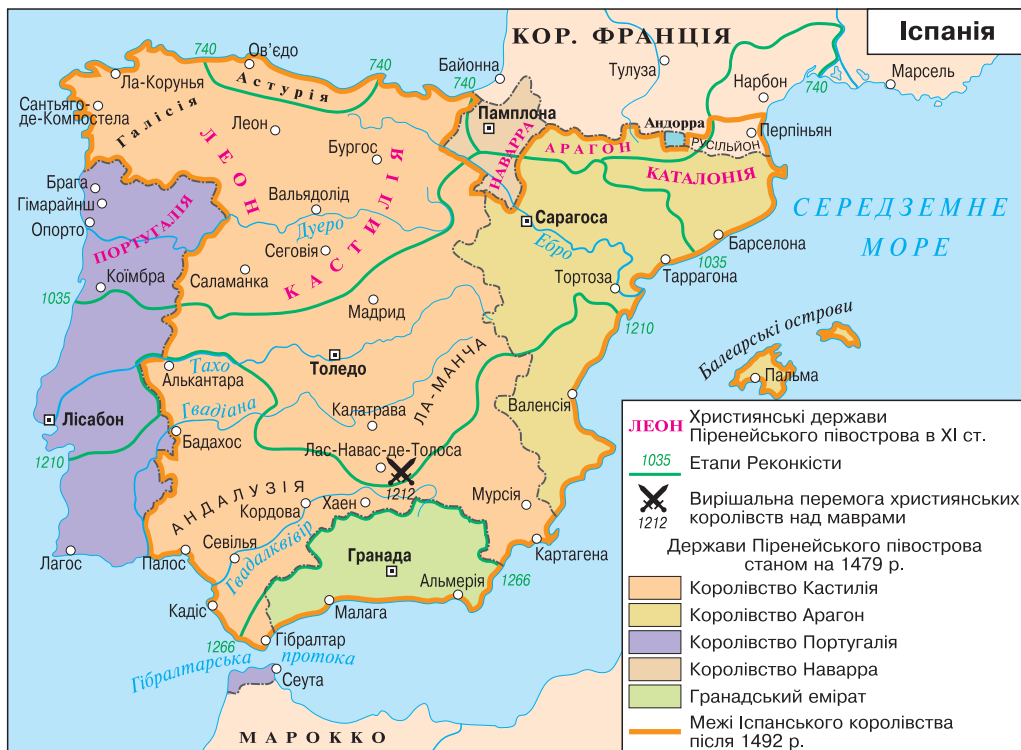 Іспанія
КОР. ФРАНЦІЯ
740
Ов'єдо
Байонна
Тулуза
Марсель
Ла-Корунья
Астурія
740
740
Нарбон
740
Сантьяго-
де-Компостела
Галісія
Леон
ЛЕОН
Бургос
Памплона
НАВАРРА
АРАГОН
Андорра
РУСІЛЬЙОН
Перпіньян
КАТАЛОНІЯ
Брага
Гімарайнш
Опорто
ПОРТУГАЛІЯ
Вальядолід
Дуеро
Сеговія
КАСТИЛІЯ
Сарагоса
Ебро
Барселона
СЕРЕДЗЕМНЕ
МОРЕ
Коїмбра
Саламанка
1035
1035
Таррагона
Тортоза
Мадрид
1210
Балеарські острови
Пальма
Тахо
Алькантара
Толедо
ЛА-МАНЧА
Валенсія
Гвадіана
Калатрава
Лісабон
Бадахос
1210
Лас-Навас-де-Толоса
1212
АНДАЛУЗІЯ
Кордова
Хаен
Мурсія
Севілья
Гвадалквівір
Гранада
Картагена
Лагос
Палос
Альмерія
1266
Кадіс
Малага
1266
Гібралтар
Гібралтарська протока
Сеута
МАРОККО
ЛЕОН Християнські держави
Піренейського півострова в XI ст.
1035 Етапи Реконкісти
1212 Вирішальна перемога християнських
королівств над маврами
Держави Піренейського півострова
станом на 1479 р.
Королівство Кастилія
Королівство Арагон
Королівство Португалія
Королівство Наварра
Гранадський емірат
Межі Іспанського королівства
після 1492 р.